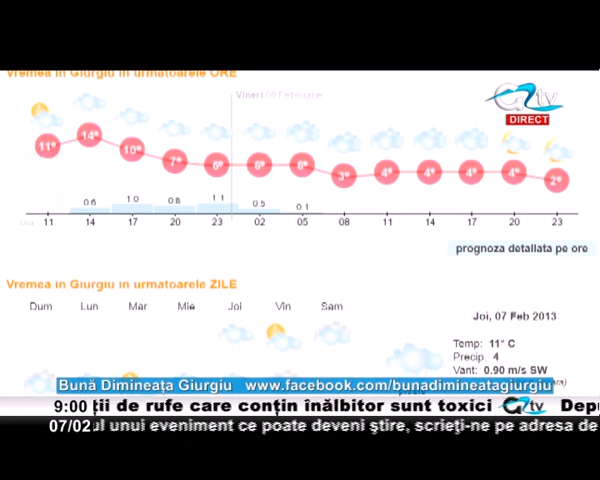 Vremea in Giurgiu in urmatoarele ORE
Vineri 08 Februarie
G tv
DIRECT
11° 14° 10° 7° 6° 6° 6° 3° 4° 4° 4° 4° 2°
0.6 1.0 0.8 1.1 0.5 0.1
ora 11 14 17 20 23 02 05 08 11 14 17 20 23
prognoza detaliata pe ore
Vremea in Giurgiu in urmatoarele ZILE
Dum Lun Mar Mie Joi Vin Sam
Joi, 07 Feb 2013
Temp: 11° C
Precip: 4
Vant: 0.90 m/s SW
Bună Dimineața Giurgiu www.facebook.com/bunadimineatagiurgiu
9:00 ții de rufe care conțin înălbitor sunt toxici G tv Dep
07/02 ul unui eveniment ce poate deveni știre, scrieți-ne pe adresa de